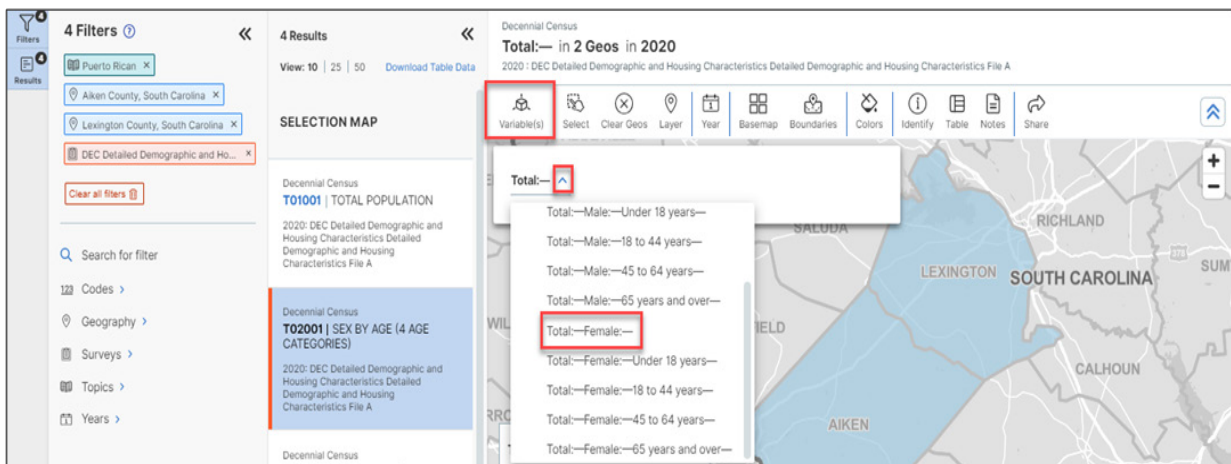 4
Filters
4
Results
4 Filters
Puerto Rican ×
Aiken County, South Carolina ×
Lexington County, South Carolina ×
DEC Detailed Demographic and Ho... ×
Clear all filters
Search for filter
123 Codes >
Geography >
Surveys >
Topics >
Years >
4 Results
View: 10 | 25 | 50 Download Table Data
SELECTION MAP
Decennial Census
T01001 | TOTAL POPULATION
2020: DEC Detailed Demographic and
Housing Characteristics Detailed
Demographic and Housing
Characteristics File A
Decennial Census
T02001 | SEX BY AGE (4 AGE
CATEGORIES)
2020: DEC Detailed Demographic and
Housing Characteristics Detailed
Demographic and Housing
Characteristics File A
Decennial Census
Decennial Census
Total:— in 2 Geos in 2020
2020 : DEC Detailed Demographic and Housing Characteristics Detailed Demographic and Housing Characteristics File A
Variable(s) Select Clear Geos Layer Year Basemap Boundaries Colors Identify Table Notes Share
Total:—
Total:—Male:—Under 18 years—
Total:—Male:—18 to 44 years—
Total:—Male:—45 to 64 years—
Total:—Male:—65 years and over—
Total:—Female:—
Total:—Female:—Under 18 years—
Total:—Female:—18 to 44 years—
Total:—Female:—45 to 64 years—
Total:—Female:—65 years and over—
+
−
SALUDA
RICHLAND
LEXINGTON
SOUTH CAROLINA
SUM
IELD
CALHOUN
AIKEN